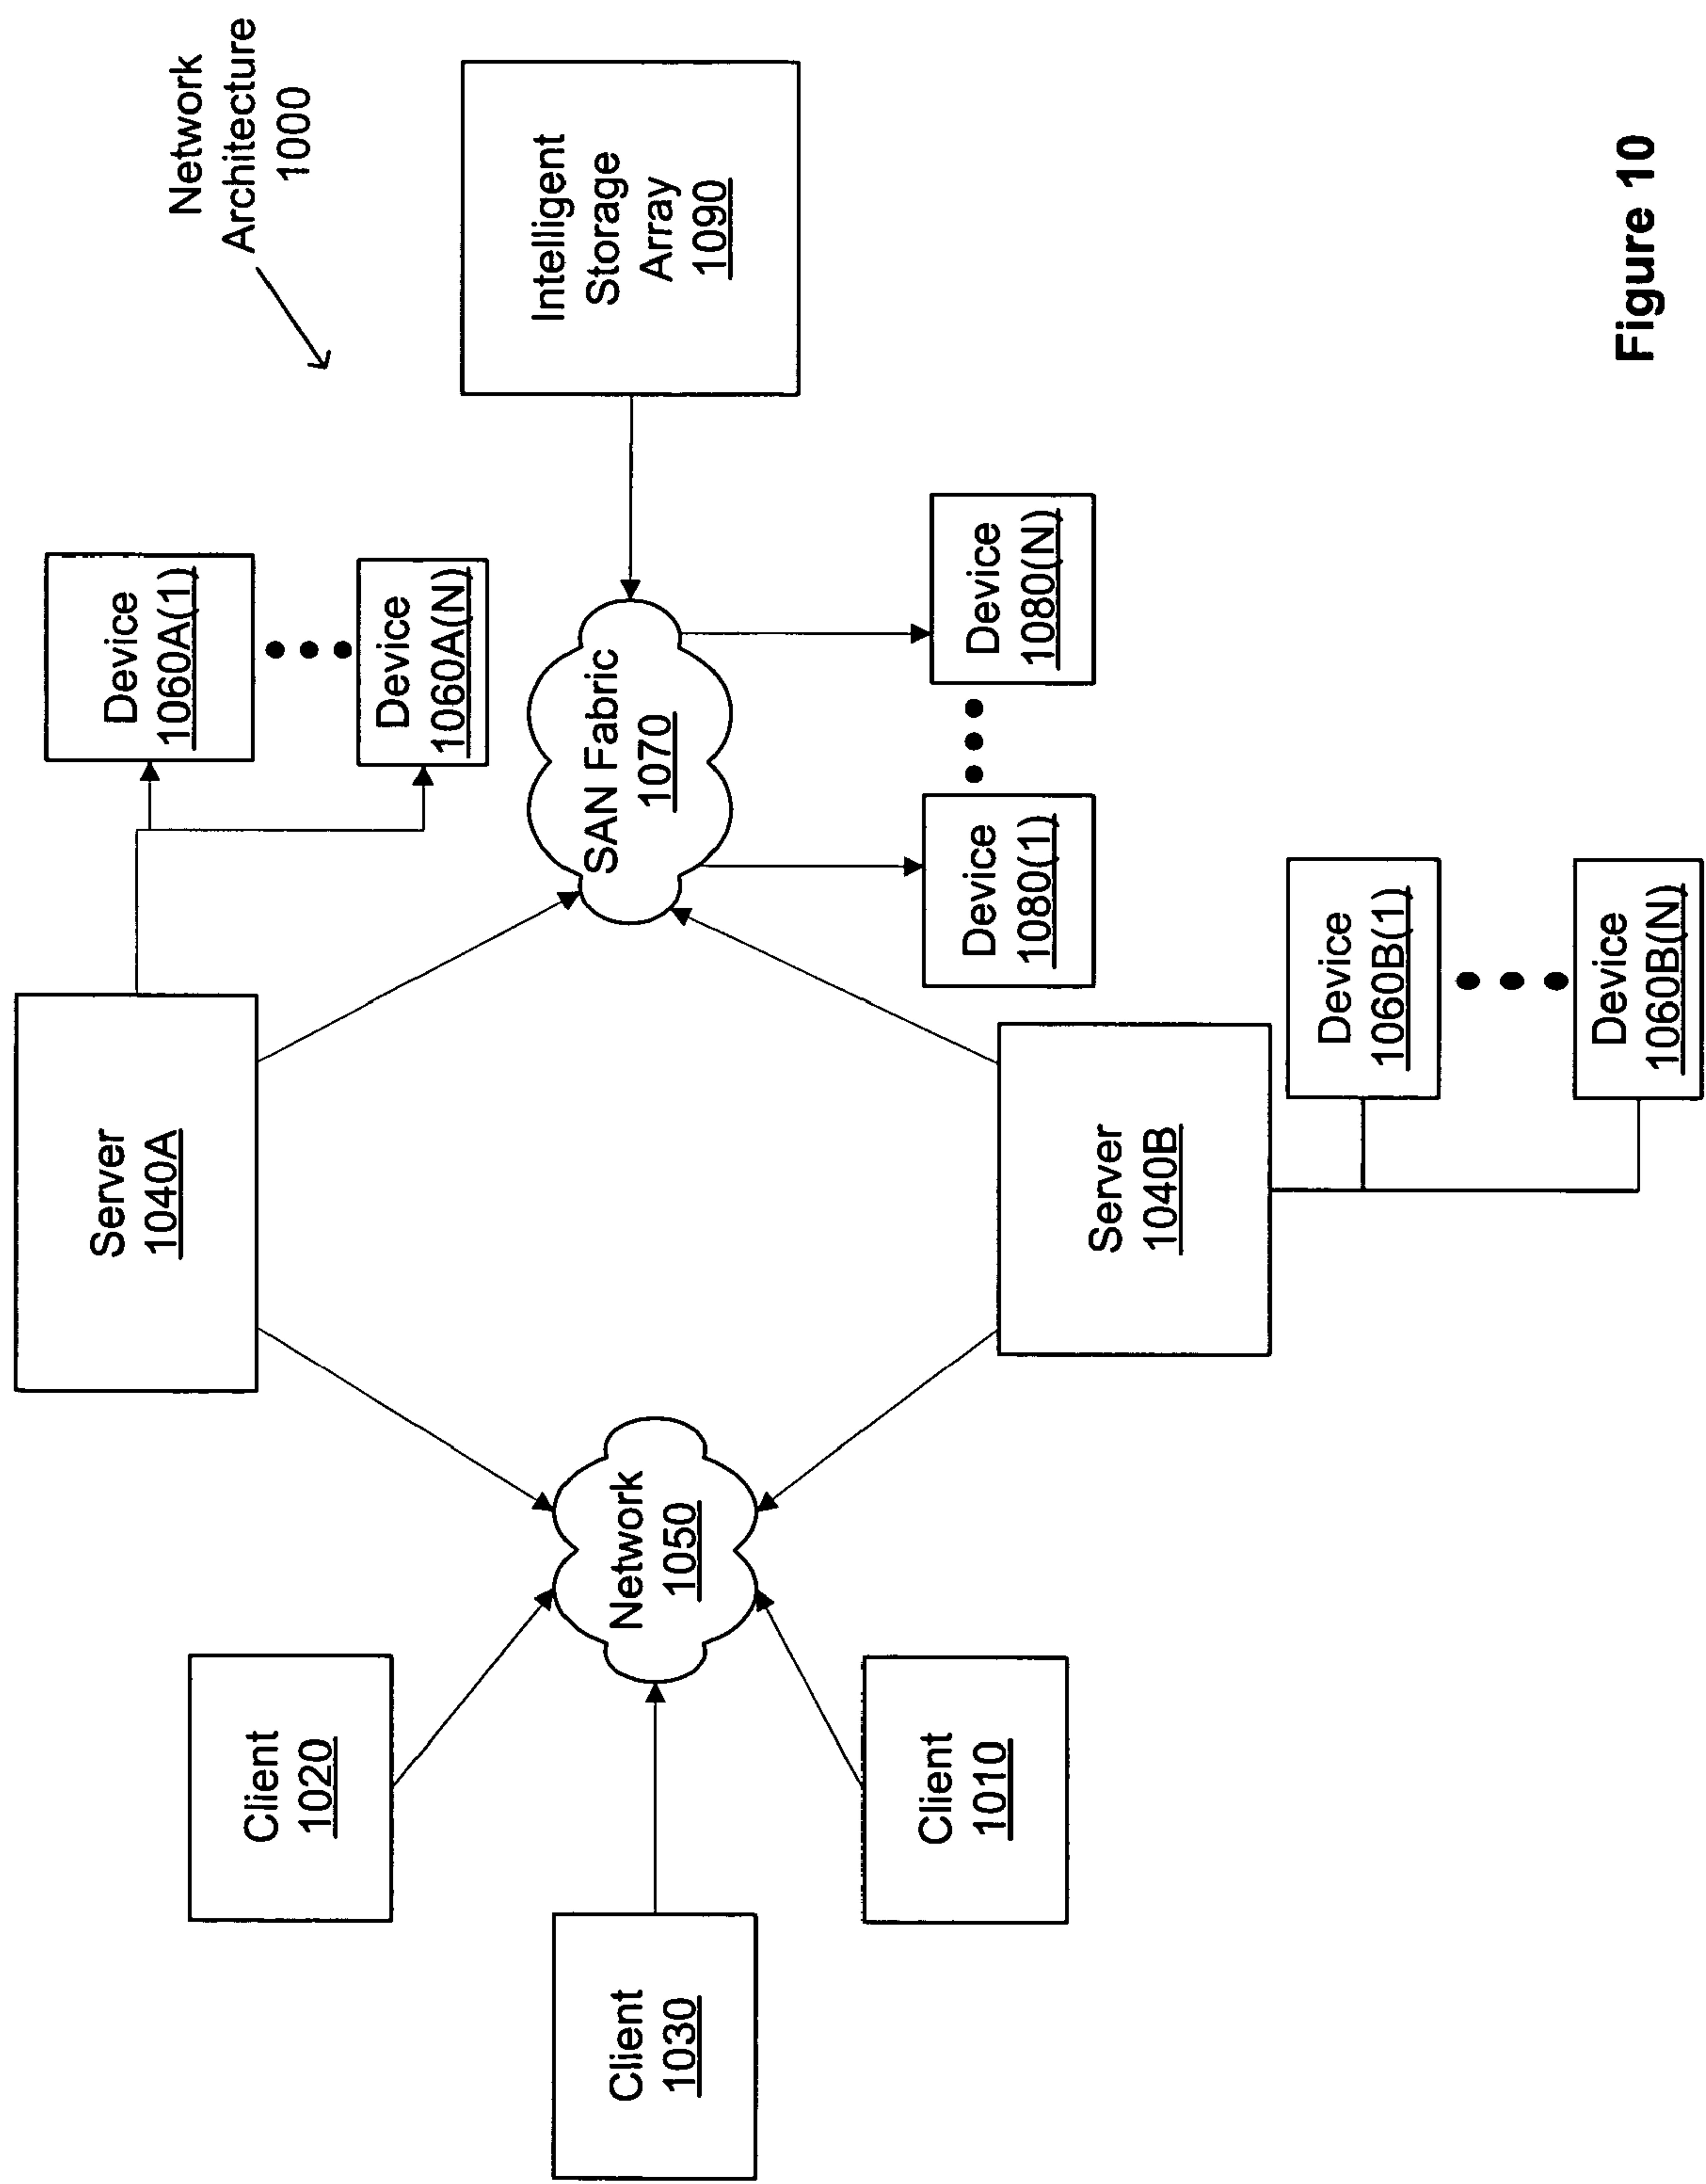 Network
Architecture
1000
Client
1020
Client
1030
Client
1010
Network
1050
Server
1040A
Server
1040B
Device
1060A(1)
Device
1060A(N)
SAN Fabric
1070
Intelligent
Storage
Array
1090
Device
1080(1)
Device
1080(N)
Device
1060B(1)
Device
1060B(N)
Figure 10